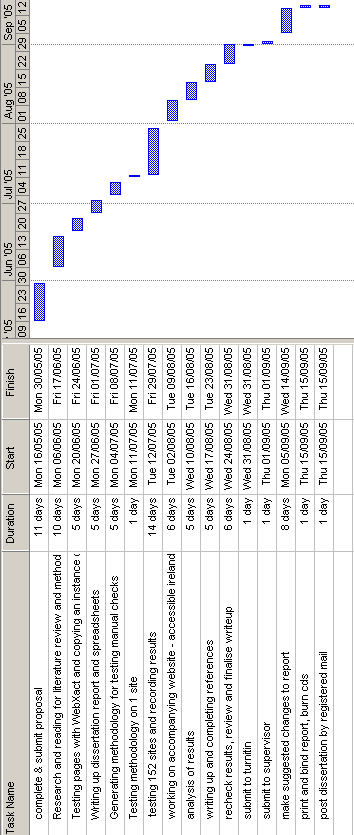 Task Name Duration Start Finish '05 Jun '05 Jul '05 Aug '05 Sep '05
09 16 23 30 06 13 20 27 04 11 18 25 01 08 15 22 29 05 12
complete & submit proposal 11 days Mon 16/05/05 Mon 30/05/05
Research and reading for literature review and method 10 days Mon 06/06/05 Fri 17/06/05
Testing pages with WebXact and copying an instance 5 days Mon 20/06/05 Fri 24/06/05
Writing up dissertation report and spreadsheets 5 days Mon 27/06/05 Fri 01/07/05
Generating methodology for testing manual checks 5 days Mon 04/07/05 Fri 08/07/05
Testing methodology on 1 site 1 day Mon 11/07/05 Mon 11/07/05
testing 152 sites and recording results 14 days Tue 12/07/05 Fri 29/07/05
working on accompanying website - accessible ireland 6 days Tue 02/08/05 Tue 09/08/05
analysis of results 5 days Wed 10/08/05 Tue 16/08/05
writing up and completing references 5 days Wed 17/08/05 Tue 23/08/05
recheck results, review and finalise writeup 6 days Wed 24/08/05 Wed 31/08/05
submit to turnitin 1 day Wed 31/08/05 Wed 31/08/05
submit to supervisor 1 day Thu 01/09/05 Thu 01/09/05
make suggested changes to report 8 days Mon 05/09/05 Wed 14/09/05
print and bind report, burn cds 1 day Thu 15/09/05 Thu 15/09/05
post dissertation by registered mail 1 day Thu 15/09/05 Thu 15/09/05